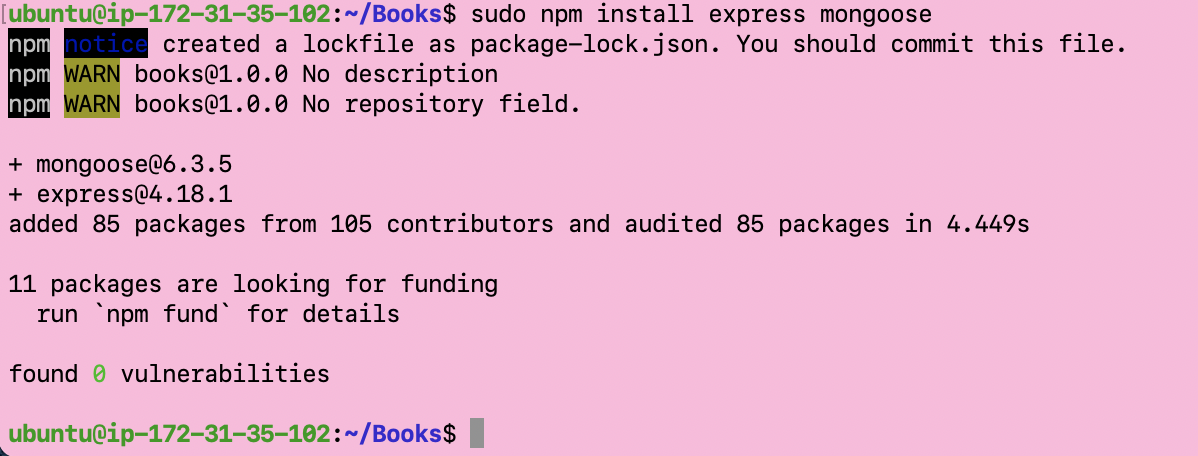 [ubuntu@ip-172-31-35-102:~/Books$ sudo npm install express mongoose
npm notice created a lockfile as package-lock.json. You should commit this file.
npm WARN books@1.0.0 No description
npm WARN books@1.0.0 No repository field.
+ mongoose@6.3.5
+ express@4.18.1
added 85 packages from 105 contributors and audited 85 packages in 4.449s
11 packages are looking for funding
  run `npm fund` for details
found 0 vulnerabilities
ubuntu@ip-172-31-35-102:~/Books$